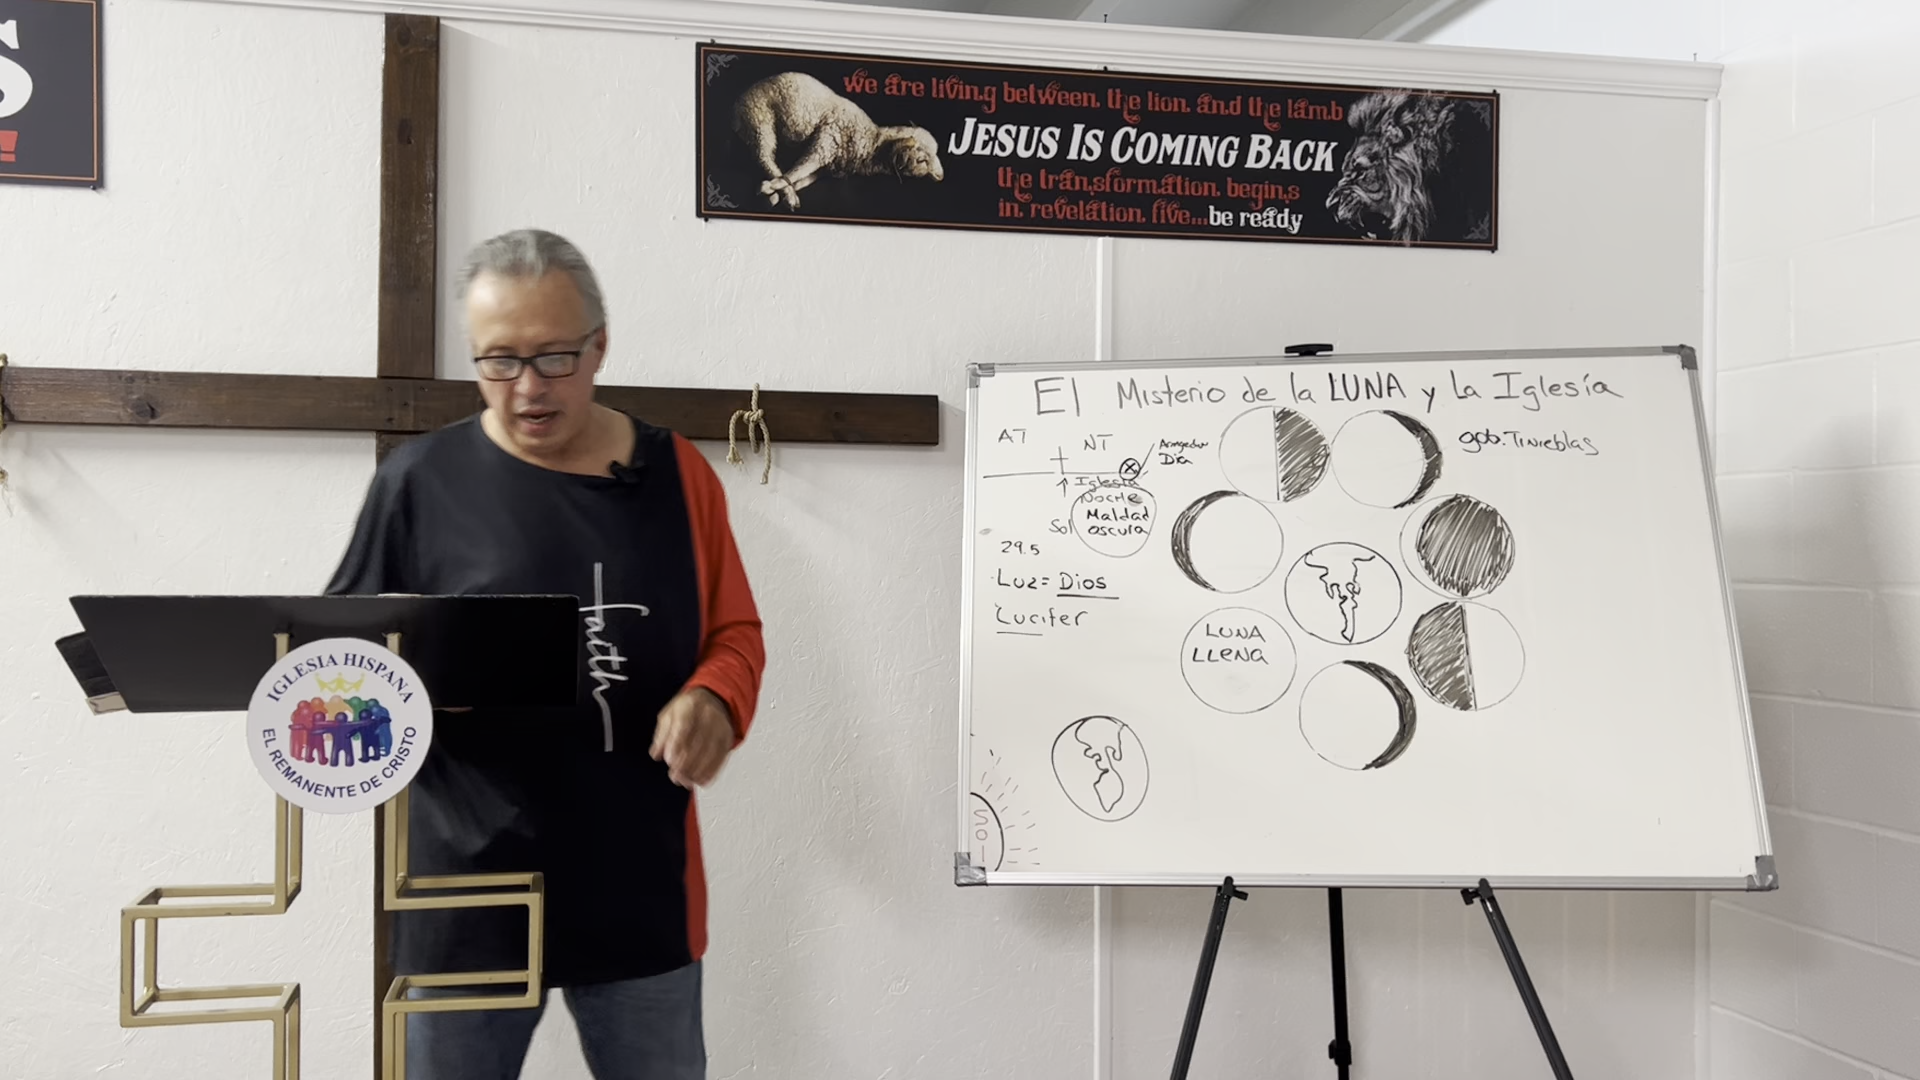 S
!
we are living between the lion and the lamb
JESUS IS COMING BACK
the transformation begins
in revelation five...be ready
El Misterio de la LUNA y La Iglesia
AT
NT
Dia
gob. Tinieblas
Iglesia
Noche
Maldad
oscura
Sol
29.5
Luz = Dios
Lucifer
LUNA
LLENA
SOl
faith
IGLESIA HISPANA
EL REMANENTE DE CRISTO